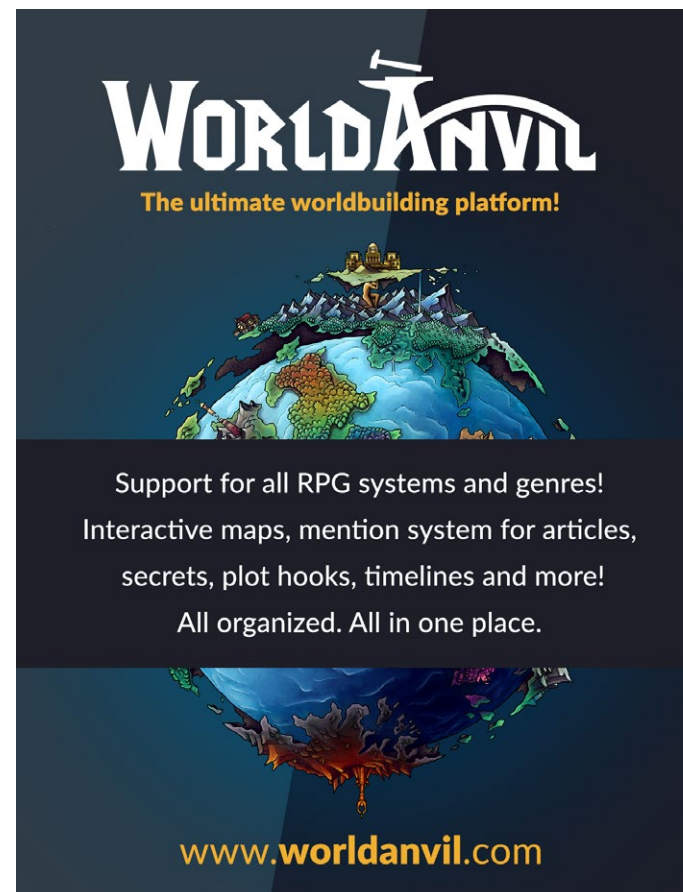 WORLDANVIL
The ultimate worldbuilding platform!
Support for all RPG systems and genres!
Interactive maps, mention system for articles,
secrets, plot hooks, timelines and more!
All organized. All in one place.
www.worldanvil.com